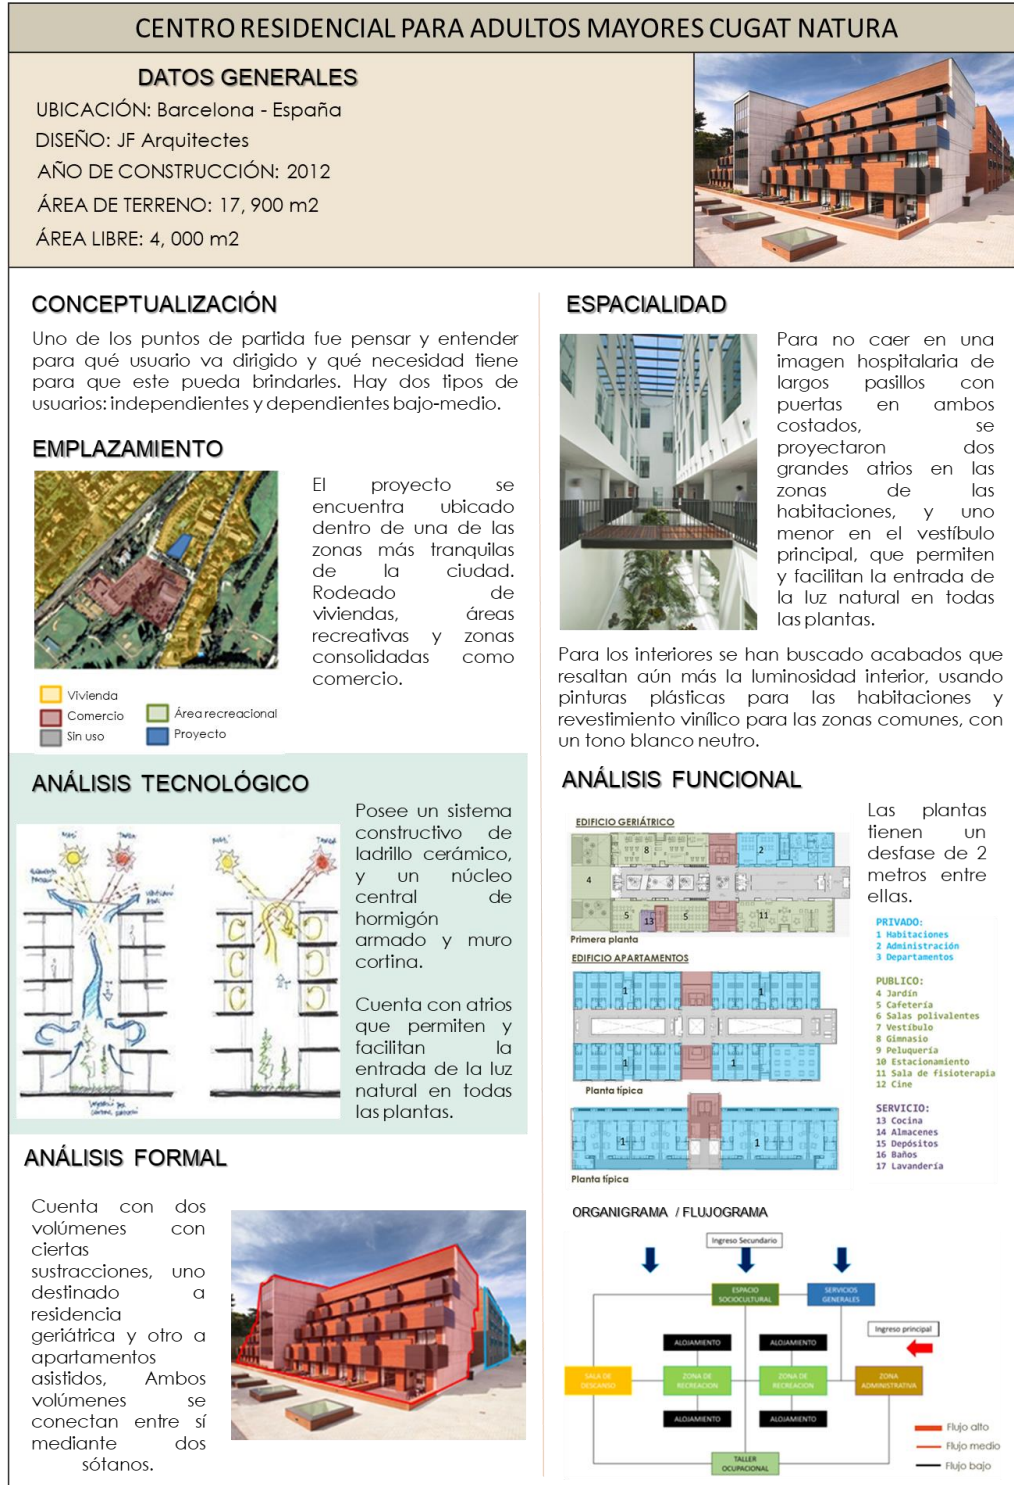 CENTRO RESIDENCIAL PARA ADULTOS MAYORES CUGAT NATURA
DATOS GENERALES
UBICACIÓN: Barcelona - España
DISEÑO: JF Arquitectes
AÑO DE CONSTRUCCIÓN: 2012
ÁREA DE TERRENO: 17, 900 m2
ÁREA LIBRE: 4, 000 m2
CONCEPTUALIZACIÓN
Uno de los puntos de partida fue pensar y entender
para qué usuario va dirigido y qué necesidad tiene
para que este pueda brindarles. Hay dos tipos de
usuarios: independientes y dependientes bajo-medio.
EMPLAZAMIENTO
El proyecto se
encuentra ubicado
dentro de una de las
zonas más tranquilas
de la ciudad.
Rodeado de
viviendas, áreas
recreativas y zonas
consolidadas como
comercio.
Vivienda
Comercio
Sin uso
Área recreacional
Proyecto
ANÁLISIS TECNOLÓGICO
Posee un sistema
constructivo de
ladrillo cerámico,
y un núcleo
central de
hormigón
armado y muro
cortina.
Cuenta con atrios
que permiten y
facilitan la
entrada de la luz
natural en todas
las plantas.
ANÁLISIS FORMAL
Cuenta con dos
volúmenes con
ciertas
sustracciones, uno
destinado a
residencia
geriátrica y otro a
apartamentos
asistidos, Ambos
volúmenes se
conectan entre sí
mediante dos
sótanos.
ESPACIALIDAD
Para no caer en una
imagen hospitalaria de
largos pasillos con
puertas en ambos
costados, se
proyectaron dos
grandes atrios en las
zonas de las
habitaciones, y uno
menor en el vestíbulo
principal, que permiten
y facilitan la entrada de
la luz natural en todas
las plantas.
Para los interiores se han buscado acabados que
resaltan aún más la luminosidad interior, usando
pinturas plásticas para las habitaciones y
revestimiento vinílico para las zonas comunes, con
un tono blanco neutro.
ANÁLISIS FUNCIONAL
EDIFICIO GERIÁTRICO
8
2
4
5
13
5
11
Primera planta
EDIFICIO APARTAMENTOS
1
1
1
1
Planta típica
1
1
Planta típica
Las plantas
tienen un
desfase de 2
metros entre
ellas.
PRIVADO:
1 Habitaciones
2 Administración
3 Departamentos
PUBLICO:
4 Jardín
5 Cafetería
6 Salas polivalentes
7 Vestíbulo
8 Gimnasio
9 Peluquería
10 Estacionamiento
11 Sala de fisioterapia
12 Cine
SERVICIO:
13 Cocina
14 Almacenes
15 Depósitos
16 Baños
17 Lavandería
ORGANIGRAMA / FLUJOGRAMA
Ingreso Secundario
ESPACIO
SOCIOCULTURAL
SERVICIOS
GENERALES
Ingreso principal
ALOJAMIENTO
ALOJAMIENTO
SALA DE
DESCANSO
ZONA DE
RECREACION
ZONA DE
RECREACION
ZONA
ADMINISTRATIVA
ALOJAMIENTO
ALOJAMIENTO
TALLER
OCUPACIONAL
Flujo alto
Flujo medio
Flujo bajo